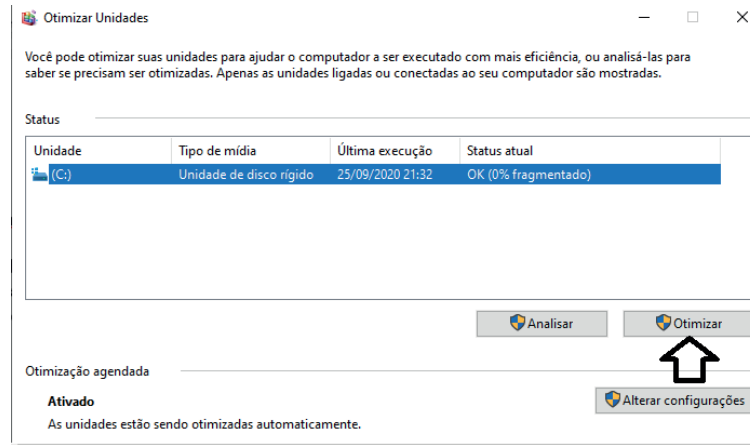 Otimizar Unidades
Você pode otimizar suas unidades para ajudar o computador a ser executado com mais eficiência, ou analisá-las para
saber se precisam ser otimizadas. Apenas as unidades ligadas ou conectadas ao seu computador são mostradas.
Status
Unidade Tipo de mídia Última execução Status atual
(C:) Unidade de disco rígido 25/09/2020 21:32 OK (0% fragmentado)
Analisar Otimizar
Otimização agendada
Ativado Alterar configurações
As unidades estão sendo otimizadas automaticamente.